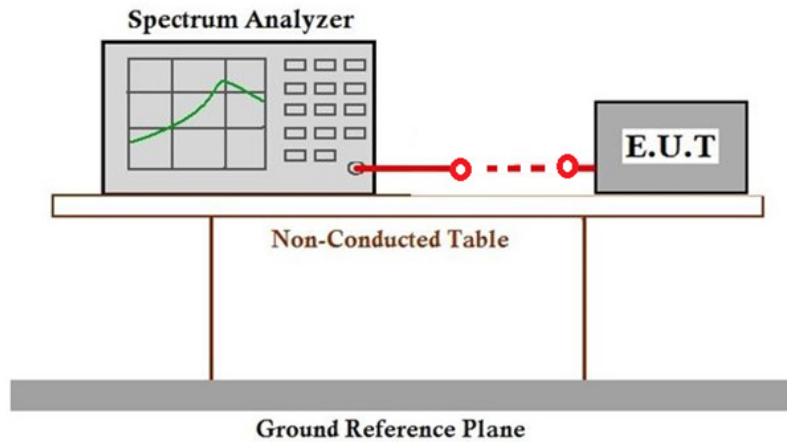 Spectrum Analyzer
E.U.T
Non-Conducted Table
Ground Reference Plane